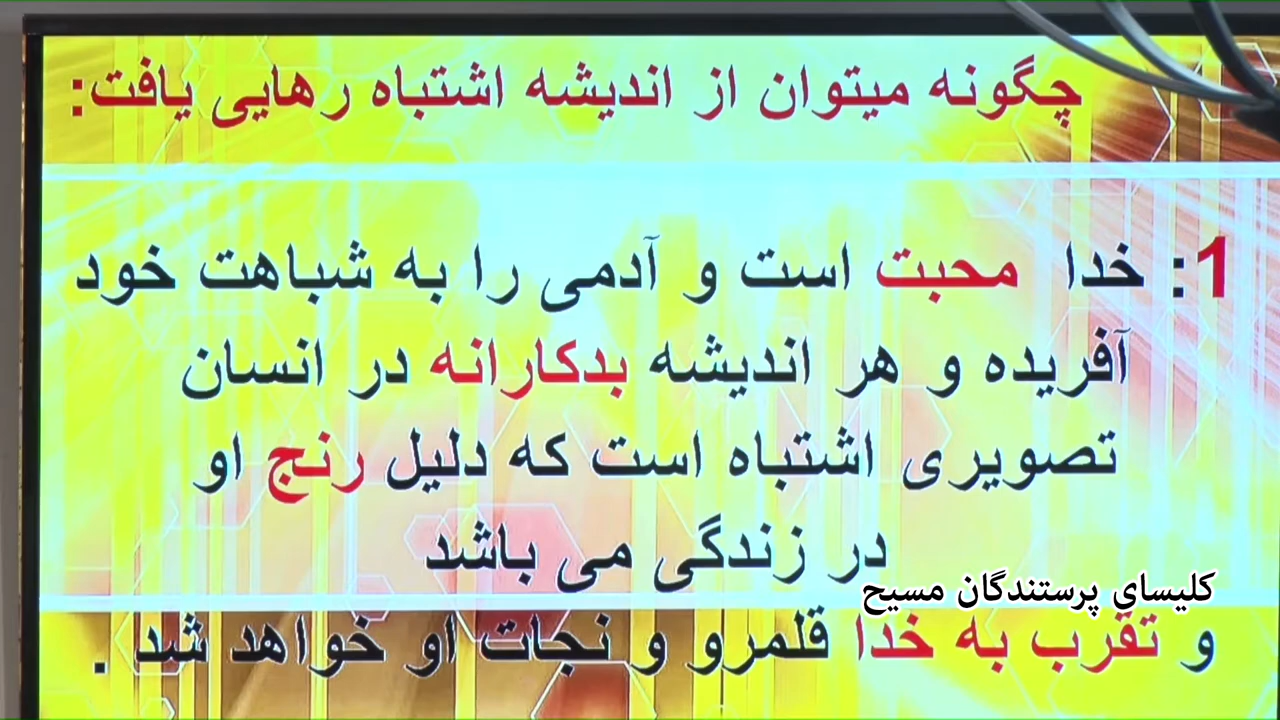 چگونه میتوان از اندیشه اشتباه رهایی یافت:
1: خدا محبت است و آدمی را به شباهت خود
آفریده و هر اندیشه بدکارانه در انسان
تصویری اشتباه است که دلیل رنج او
در زندگی می باشد
کلیسای پرستندگان مسیح
و تقرب به خدا قلمرو و نجات او خواهد شد .